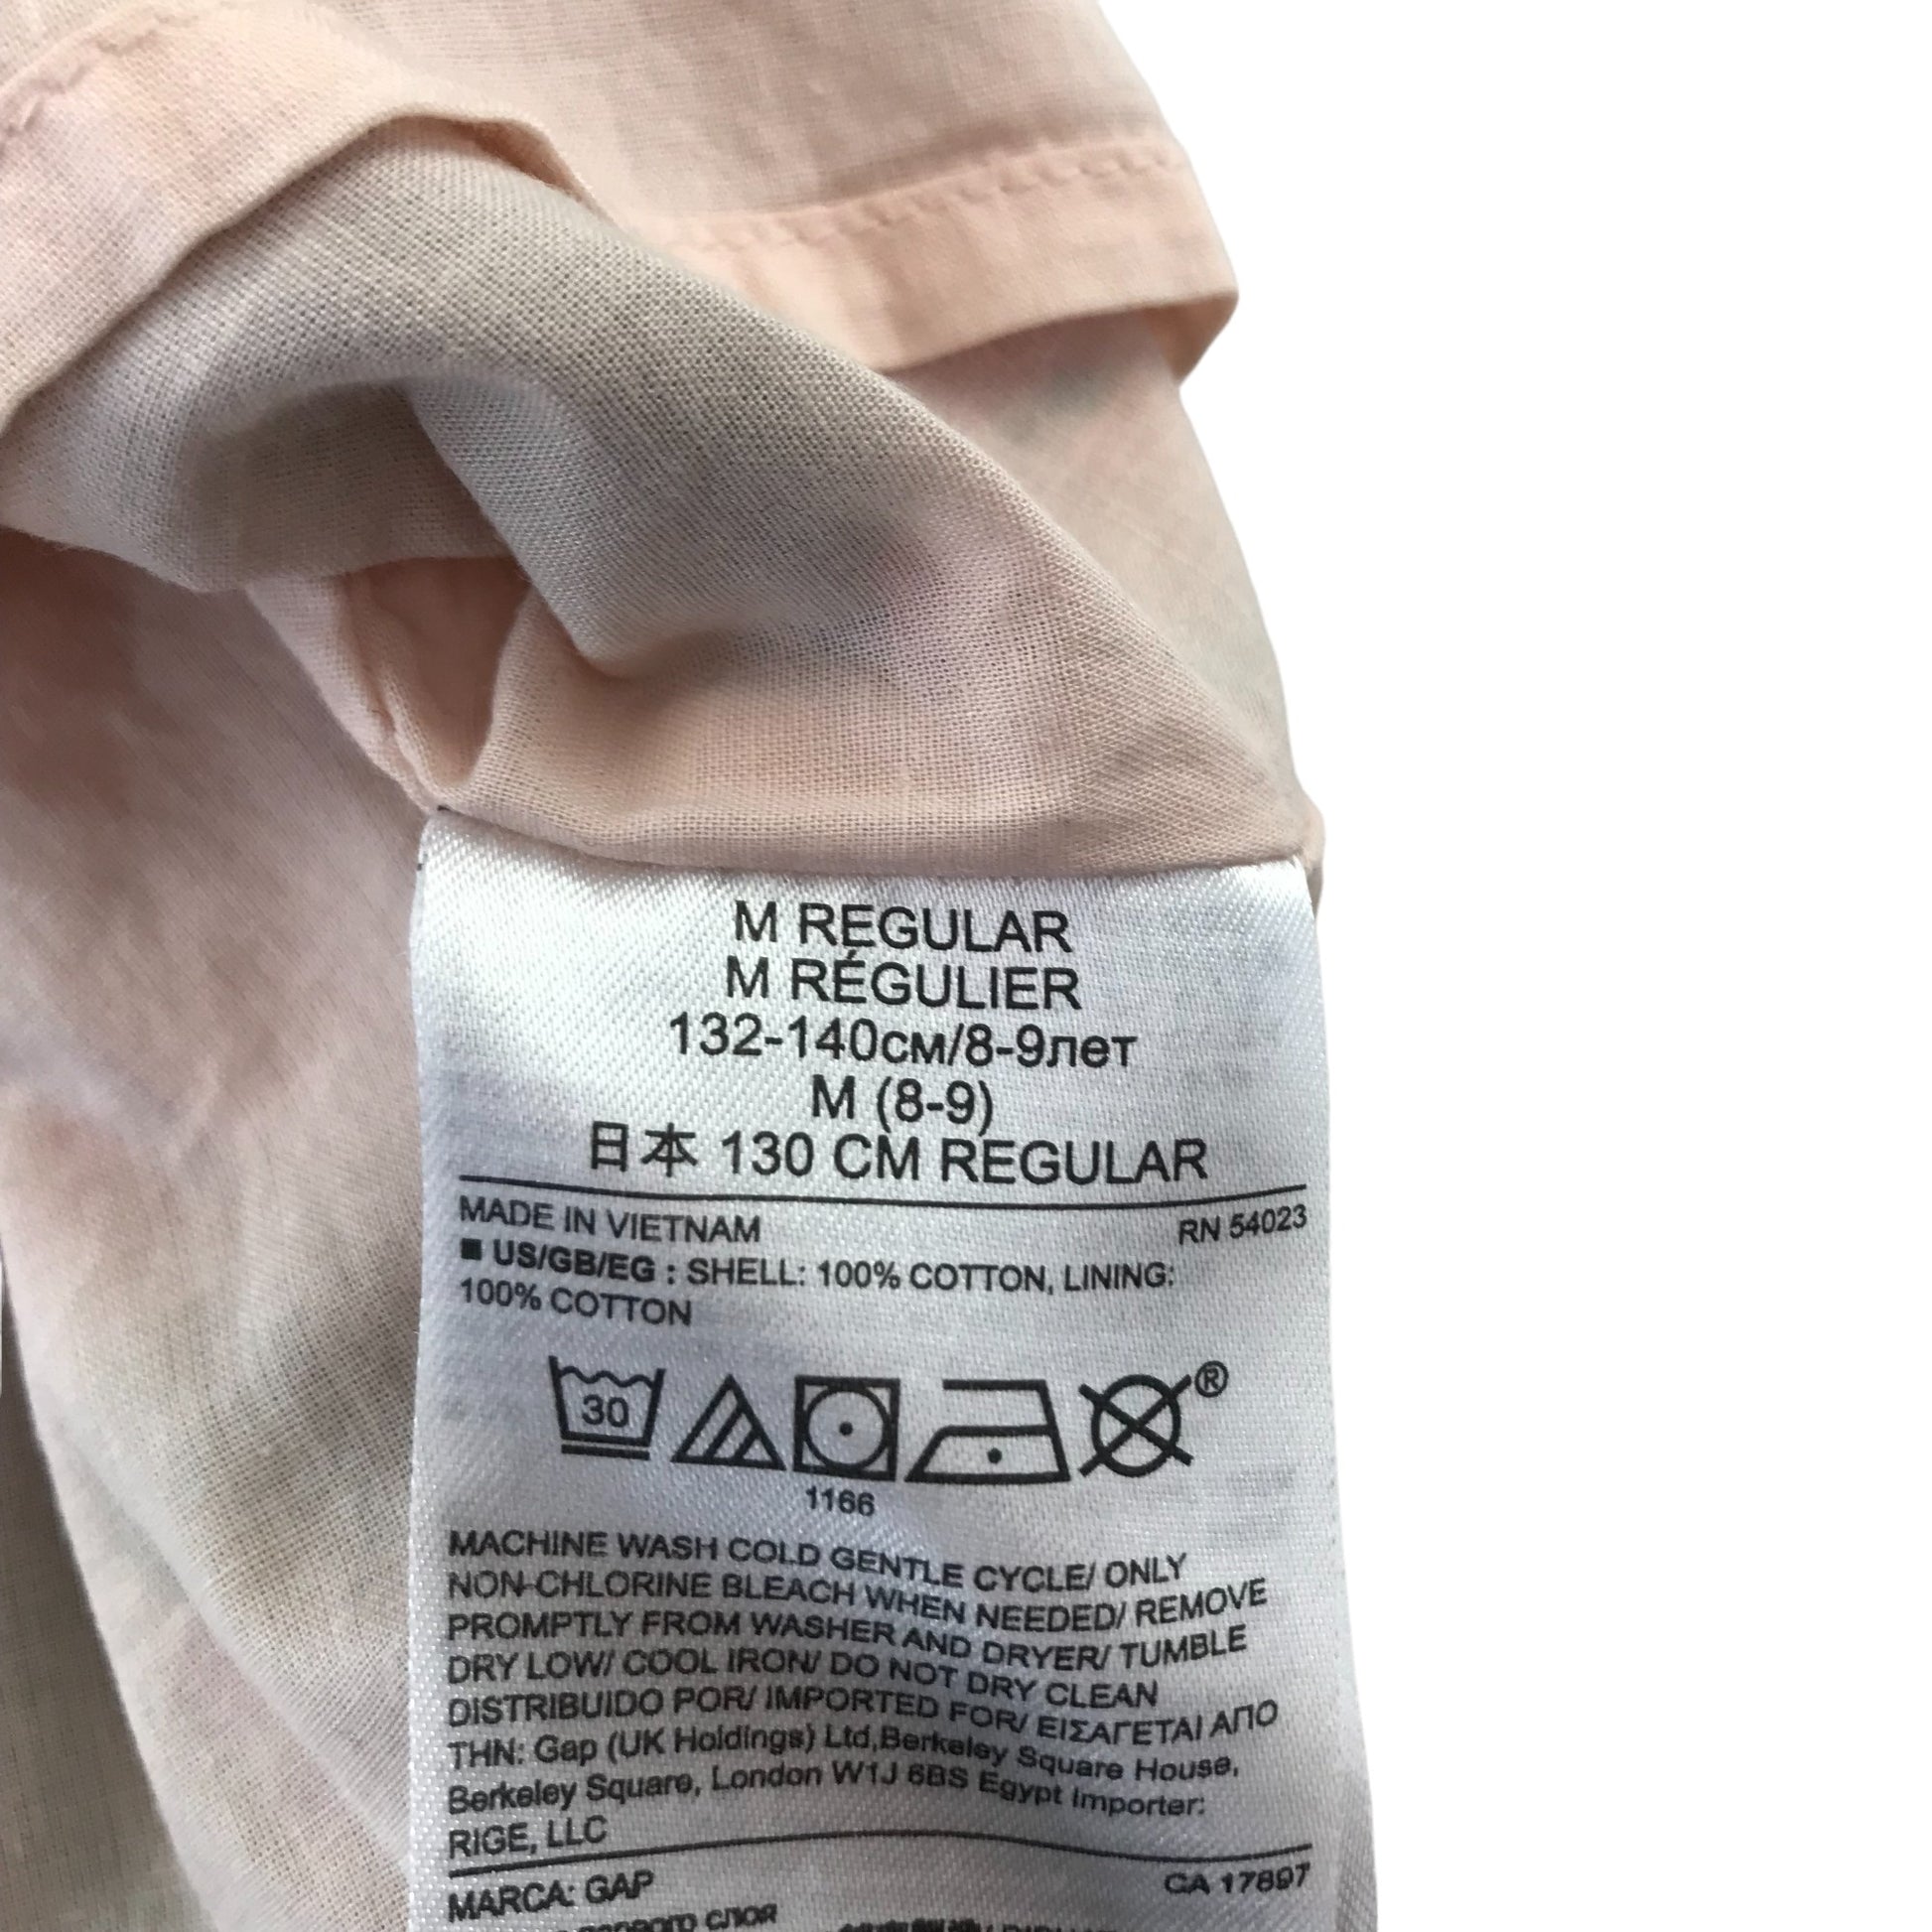 M REGULAR
M RÉGULIER
132-140см/8-9лет
M (8-9)
日本 130 CM REGULAR
MADE IN VIETNAM RN 54023
■ US/GB/EG : SHELL: 100% COTTON, LINING:
100% COTTON
30
®
1166
MACHINE WASH COLD GENTLE CYCLE/ ONLY
NON-CHLORINE BLEACH WHEN NEEDED/ REMOVE
PROMPTLY FROM WASHER AND DRYER/ TUMBLE
DRY LOW/ COOL IRON/ DO NOT DRY CLEAN
DISTRIBUIDO POR/ IMPORTED FOR/ ΕΙΣΑΓΕΤΑΙ ΑΠΟ
ΤΗΝ: Gap (UK Holdings) Ltd,Berkeley Square House,
Berkeley Square, London W1J 6BS Egypt Importer:
RIGE, LLC
MARCA: GAP CA 17897
слоя